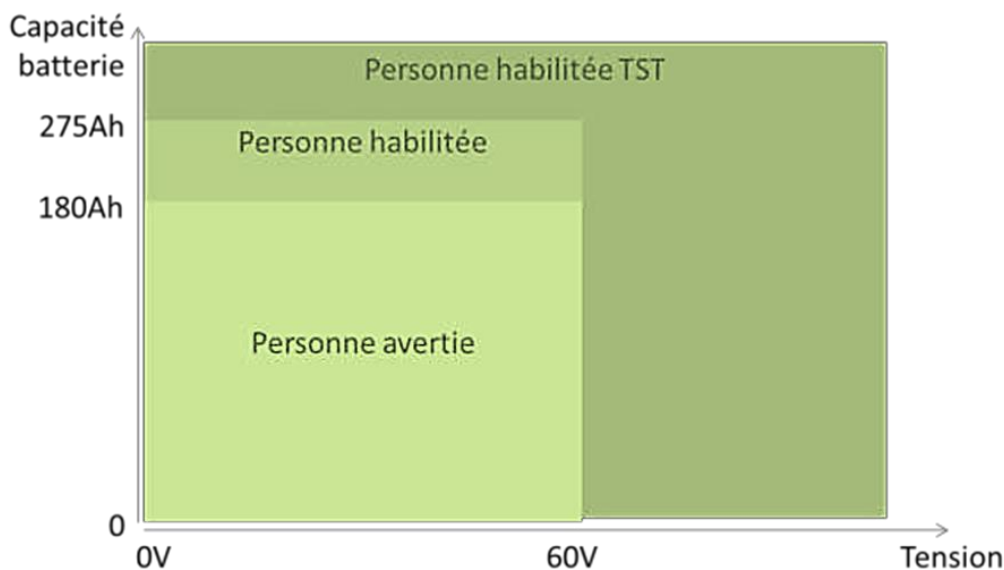 Capacité
batterie
Personne habilitée TST
275Ah
Personne habilitée
180Ah
Personne avertie
0
0V
60V
Tension